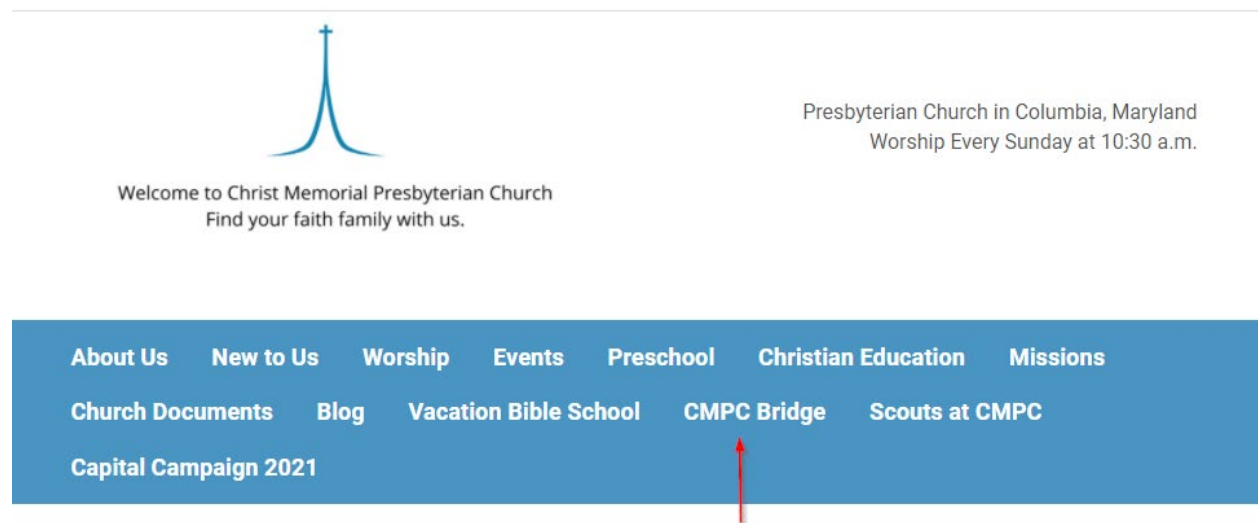 Presbyterian Church in Columbia, Maryland
Worship Every Sunday at 10:30 a.m.
Welcome to Christ Memorial Presbyterian Church
Find your faith family with us.
About Us New to Us Worship Events Preschool Christian Education Missions
Church Documents Blog Vacation Bible School CMPC Bridge Scouts at CMPC
Capital Campaign 2021